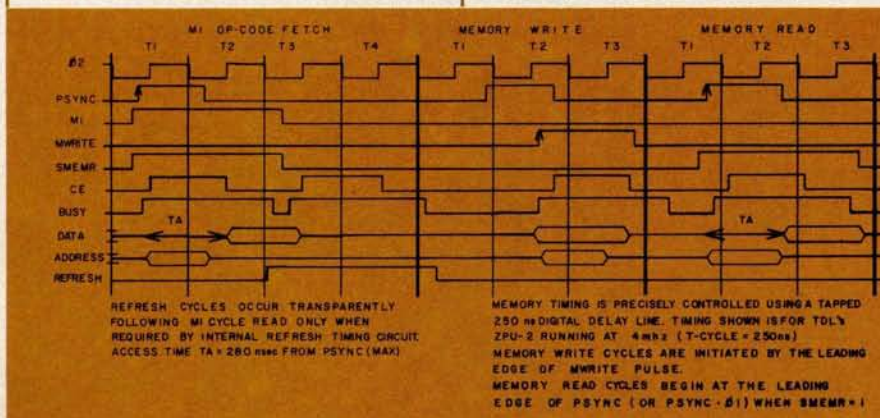 MI OP-CODE FETCH MEMORY WRITE MEMORY READ
T1 T2 T3 T4 T1 T2 T3 T1 T2 T3
Ø2
PSYNC
MI
MWRITE
SMEMR
CE
BUSY
TA TA
DATA
ADDRESS
REFRESH
REFRESH CYCLES OCCUR TRANSPARENTLY
FOLLOWING MI CYCLE READ ONLY WHEN
REQUIRED BY INTERNAL REFRESH TIMING CIRCUIT.
ACCESS TIME TA = 280 nsec FROM PSYNC (MAX)
MEMORY TIMING IS PRECISELY CONTROLLED USING A TAPPED
250 ns DIGITAL DELAY LINE. TIMING SHOWN IS FOR TDL's
ZPU-2 RUNNING AT 4mhz (T-CYCLE = 250ns)
MEMORY WRITE CYCLES ARE INITIATED BY THE LEADING
EDGE OF MWRITE PULSE.
MEMORY READ CYCLES BEGIN AT THE LEADING
EDGE OF PSYNC (OR PSYNC · Ø1) WHEN SMEMR = 1